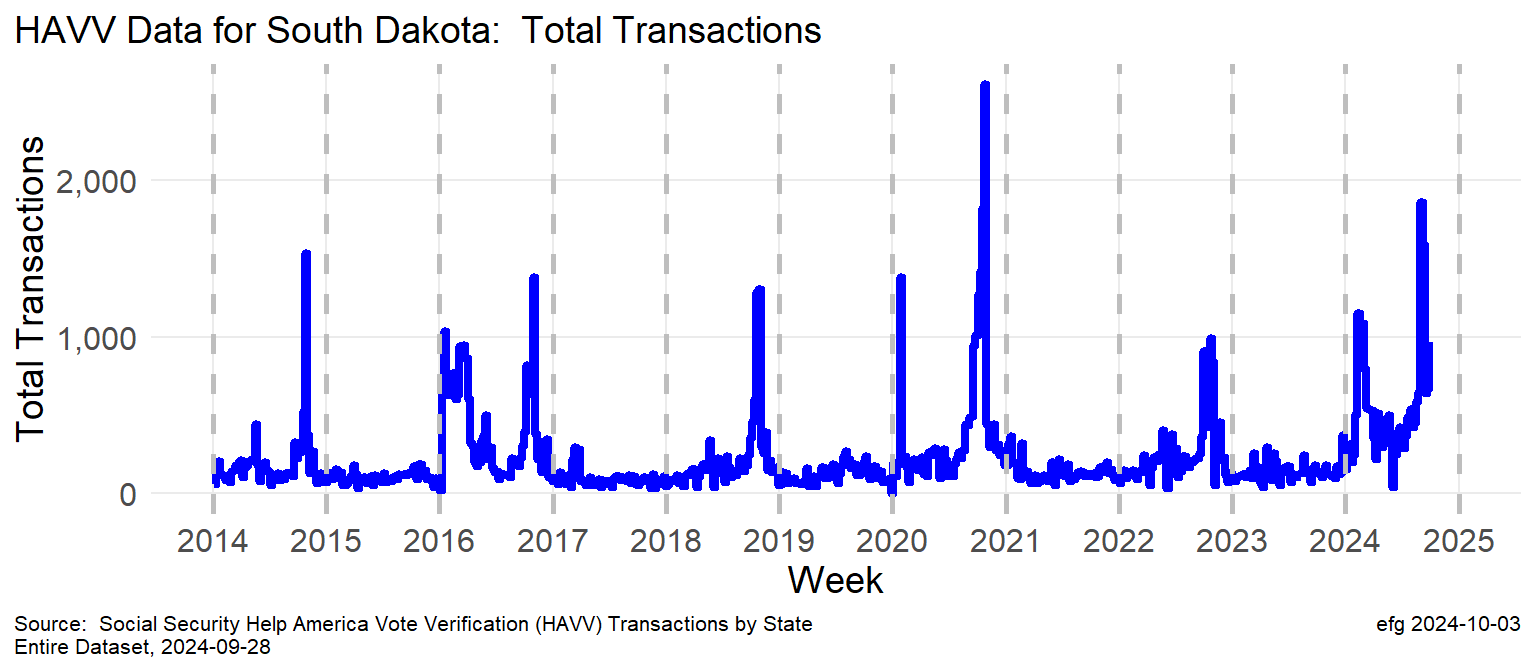 HAVV Data for South Dakota:  Total Transactions
Total Transactions
2,000
1,000
0
2014 2015 2016 2017 2018 2019 2020 2021 2022 2023 2024 2025
Week
Source:  Social Security Help America Vote Verification (HAVV) Transactions by State
Entire Dataset, 2024-09-28
efg 2024-10-03